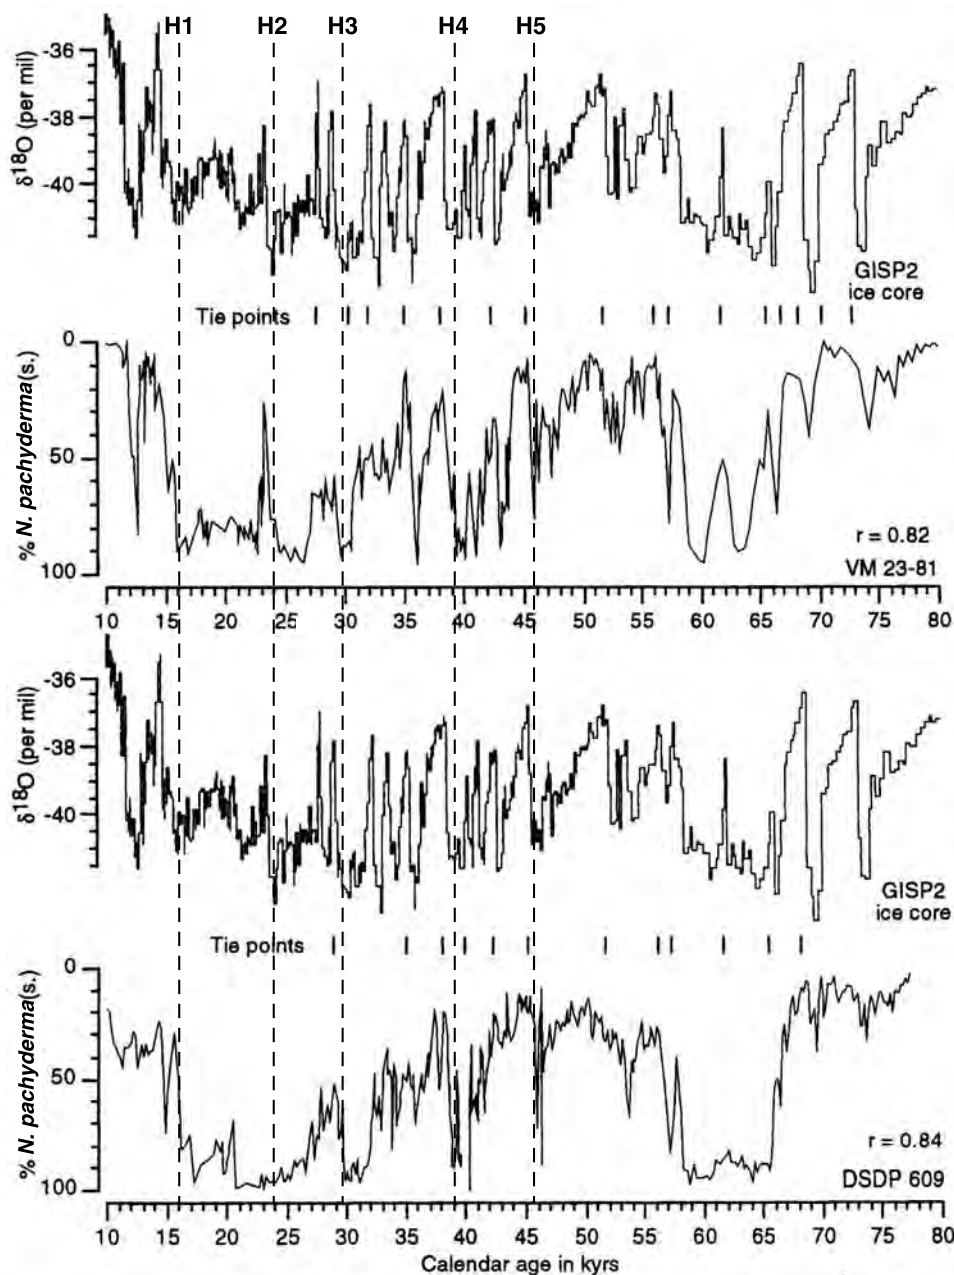 H1 H2 H3 H4 H5
δ18O (per mil)
-36
-38
-40
GISP2
ice core
Tie points
% N. pachyderma(s.)
0
50
100
r = 0.82
VM 23-81
10 15 20 25 30 35 40 45 50 55 60 65 70 75 80
δ18O (per mil)
-36
-38
-40
GISP2
ice core
Tie points
% N. pachyderma(s.)
0
50
100
r = 0.84
DSDP 609
10 15 20 25 30 35 40 45 50 55 60 65 70 75 80
Calendar age in kyrs